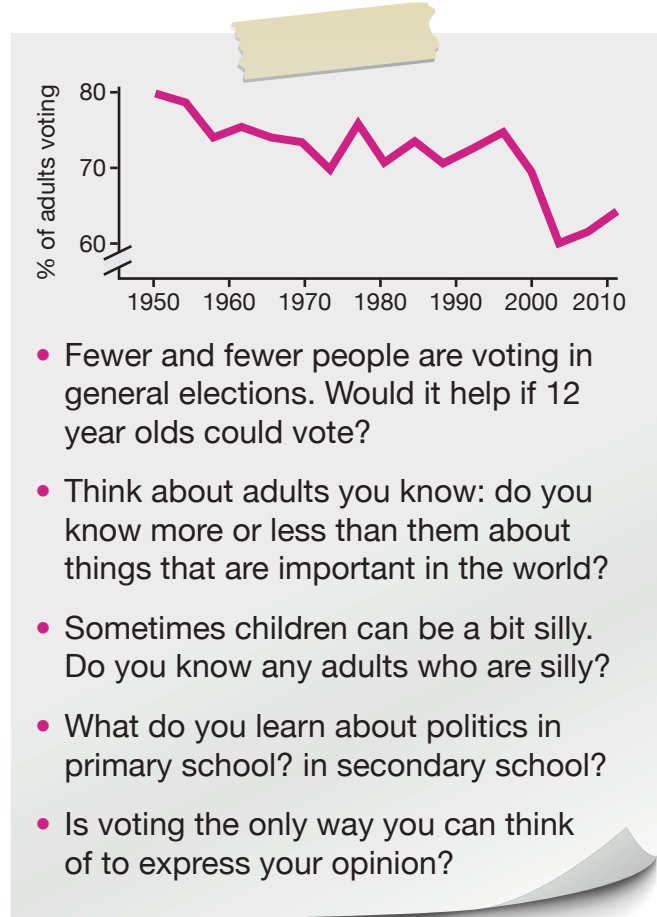 % of adults voting
80
70
60
1950 1960 1970 1980 1990 2000 2010
• Fewer and fewer people are voting in
general elections. Would it help if 12
year olds could vote?
• Think about adults you know: do you
know more or less than them about
things that are important in the world?
• Sometimes children can be a bit silly.
Do you know any adults who are silly?
• What do you learn about politics in
primary school? in secondary school?
• Is voting the only way you can think
of to express your opinion?